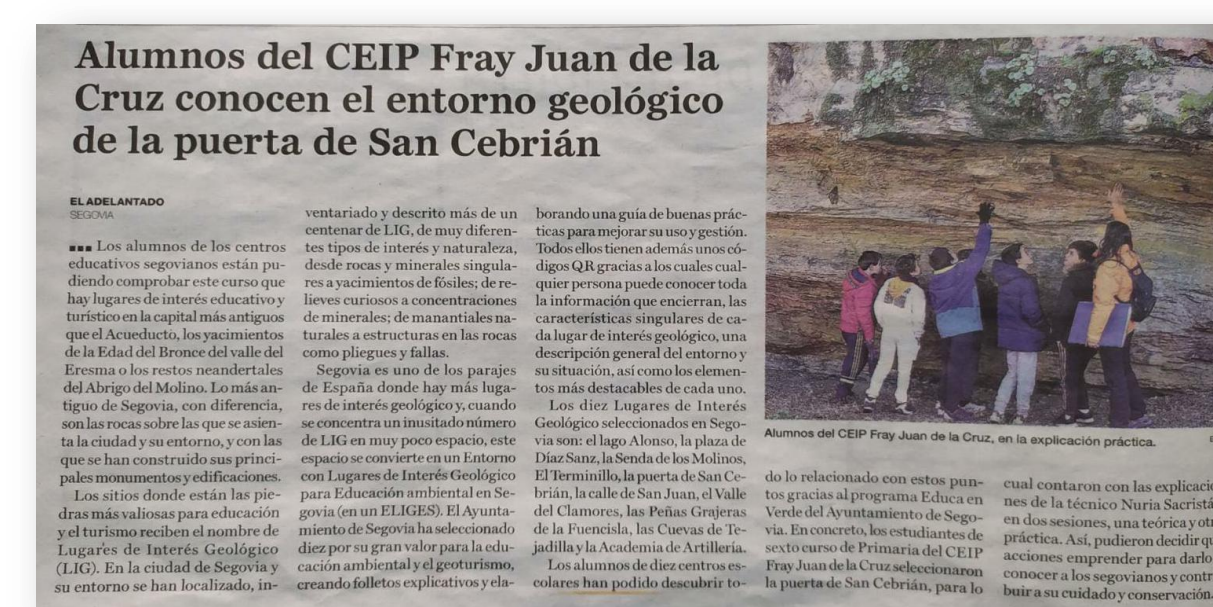 Alumnos del CEIP Fray Juan de la
Cruz conocen el entorno geológico
de la puerta de San Cebrián
EL ADELANTADO
SEGOVIA
Los alumnos de los centros
educativos segovianos están pu-
diendo comprobar este curso que
hay lugares de interés educativo y
turístico en la capital más antiguos
que el Acueducto, los yacimientos
de la Edad del Bronce del valle del
Eresma o los restos neandertales
del Abrigo del Molino. Lo más an-
tiguo de Segovia, con diferencia,
son las rocas sobre las que se asien-
ta la ciudad y su entorno, y con las
que se han construido sus princi-
pales monumentos y edificaciones.
Los sitios donde están las pie-
dras más valiosas para educación
y el turismo reciben el nombre de
Lugares de Interés Geológico
(LIG). En la ciudad de Segovia y
su entorno se han localizado, in-
ventariado y descrito más de un
centenar de LIG, de muy diferen-
tes tipos de interés y naturaleza,
desde rocas y minerales singula-
res a yacimientos de fósiles; de re-
lieves curiosos a concentraciones
de minerales; de manantiales na-
turales a estructuras en las rocas
como pliegues y fallas.
Segovia es uno de los parajes
de España donde hay más luga-
res de interés geológico y, cuando
se concentra un inusitado número
de LIG en muy poco espacio, este
espacio se convierte en un Entorno
con Lugares de Interés Geológico
para Educación ambiental en Se-
govia (en un ELIGES). El Ayunta-
miento de Segovia ha seleccionado
diez por su gran valor para la edu-
cación ambiental y el geoturismo,
creando folletos explicativos y ela-
borando una guía de buenas prác-
ticas para mejorar su uso y gestión.
Todos ellos tienen además unos có-
digos QR gracias a los cuales cual-
quier persona puede conocer toda
la información que encierran, las
características singulares de ca-
da lugar de interés geológico, una
descripción general del entorno y
su situación, así como los elemen-
tos más destacables de cada uno.
Los diez Lugares de Interés
Geológico seleccionados en Sego-
via son: el lago Alonso, la plaza de
Díaz Sanz, la Senda de los Molinos,
El Terminillo, la puerta de San Ce-
brián, la calle de San Juan, el Valle
del Clamores, las Peñas Grajeras
de la Fuencisla, las Cuevas de Te-
jadilla y la Academia de Artillería.
Los alumnos de diez centros es-
colares han podido descubrir to-
Alumnos del CEIP Fray Juan de la Cruz, en la explicación práctica.
do lo relacionado con estos pun-
tos gracias al programa Educa en
Verde del Ayuntamiento de Sego-
via. En concreto, los estudiantes de
sexto curso de Primaria del CEIP
Fray Juan de la Cruz seleccionaron
la puerta de San Cebrián, para lo
cual contaron con las explicacio
nes de la técnico Nuria Sacristá
en dos sesiones, una teórica y ot
práctica. Así, pudieron decidir qu
acciones emprender para darlo
conocer a los segovianos y contr
buir a su cuidado y conservación.